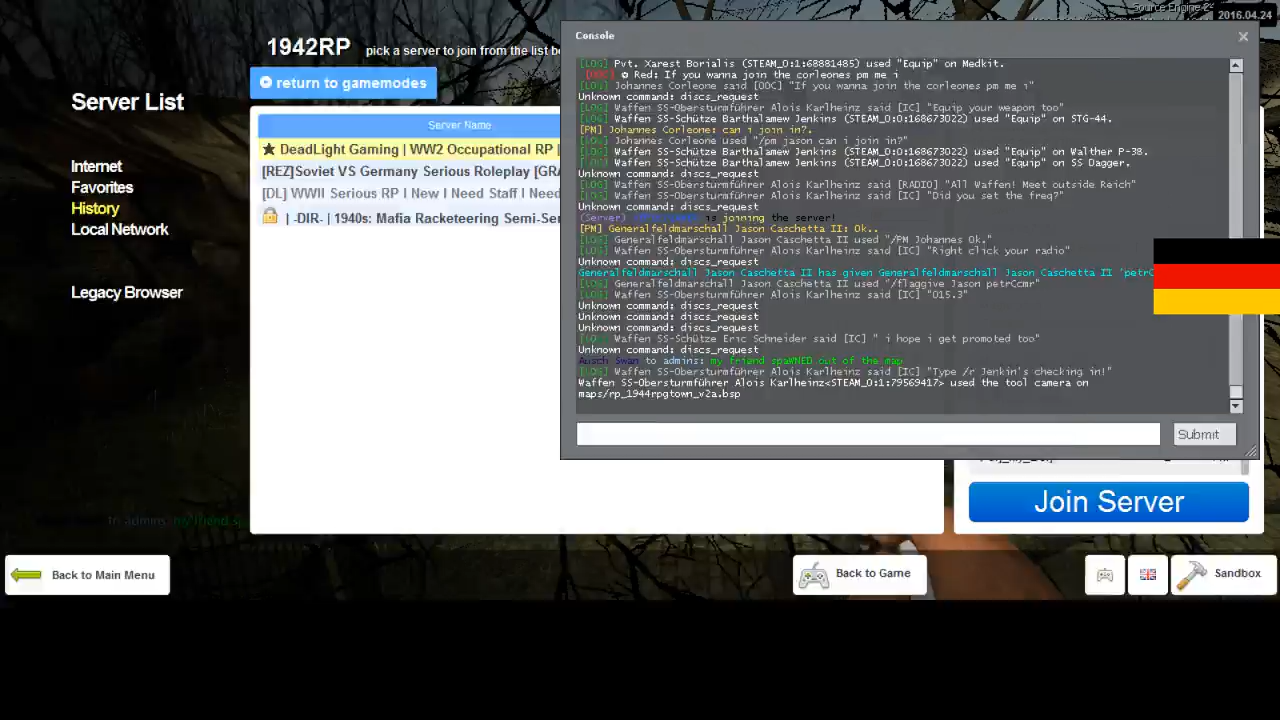 Source Engine 2
2016.04.24
1942RP pick a server to join from the list b
return to gamemodes
Server List
Internet
Favorites
History
Local Network
Legacy Browser
Server Name
DeadLight Gaming | WW2 Occupational RP |
[REZ]Soviet VS Germany Serious Roleplay [GRA
[DL] WWII Serious RP I New I Need Staff I Need
| -DIR- | 1940s: Mafia Racketeering Semi-Ser
Console
[LOG] Pvt. Xarest Borialis (STEAM_0:1:68881485) used "Equip" on Medkit.
[OOC] Red: If you wanna join the corleones pm me i
[LOG] Johannes Corleone said [OOC] "If you wanna join the corleones pm me i"
Unknown command: discs_request
[LOG] Waffen SS-Obersturmführer Alois Karlheinz said [IC] "Equip your weapon too"
[LOG] Waffen SS-Schütze Barthalamew Jenkins (STEAM_0:0:168673022) used "Equip" on STG-44.
[PM] Johannes Corleone: can i join in?.
[LOG] Johannes Corleone used "/pm jason can i join in?"
[LOG] Waffen SS-Schütze Barthalamew Jenkins (STEAM_0:0:168673022) used "Equip" on Walther P-38.
[LOG] Waffen SS-Schütze Barthalamew Jenkins (STEAM_0:0:168673022) used "Equip" on SS Dagger.
Unknown command: discs_request
[LOG] Waffen SS-Obersturmführer Alois Karlheinz said [RADIO] "All Waffen! Meet outside Reich"
[LOG] Waffen SS-Obersturmführer Alois Karlheinz said [IC] "Did you set the freq?"
Unknown command: discs_request
(Server) is joining the server!
[PM] Generalfeldmarschall Jason Caschetta II: Ok..
[LOG] Generalfeldmarschall Jason Caschetta II used "/PM Johannes Ok."
[LOG] Waffen SS-Obersturmführer Alois Karlheinz said [IC] "Right click your radio"
Unknown command: discs_request
Generalfeldmarschall Jason Caschetta II has given Generalfeldmarschall Jason Caschetta II 'petrC
[LOG] Generalfeldmarschall Jason Caschetta II used "/flaggive Jason petrCcmr"
[LOG] Waffen SS-Obersturmführer Alois Karlheinz said [IC] "015.3"
Unknown command: discs_request
Unknown command: discs_request
Unknown command: discs_request
[LOG] Waffen SS-Schütze Eric Schneider said [IC] " i hope i get promoted too"
Unknown command: discs_request
Ausch Swan to admins: my friend spaWNED out of the map
[LOG] Waffen SS-Obersturmführer Alois Karlheinz said [IC] "Type /r Jenkin's checking in!"
Waffen SS-Obersturmführer Alois Karlheinz<STEAM_0:1:79569417> used the tool camera on
maps/rp_1944rpgtown_v2a.bsp
Submit
Join Server
to admins: my friend sp
Back to Main Menu
Back to Game
Sandbox